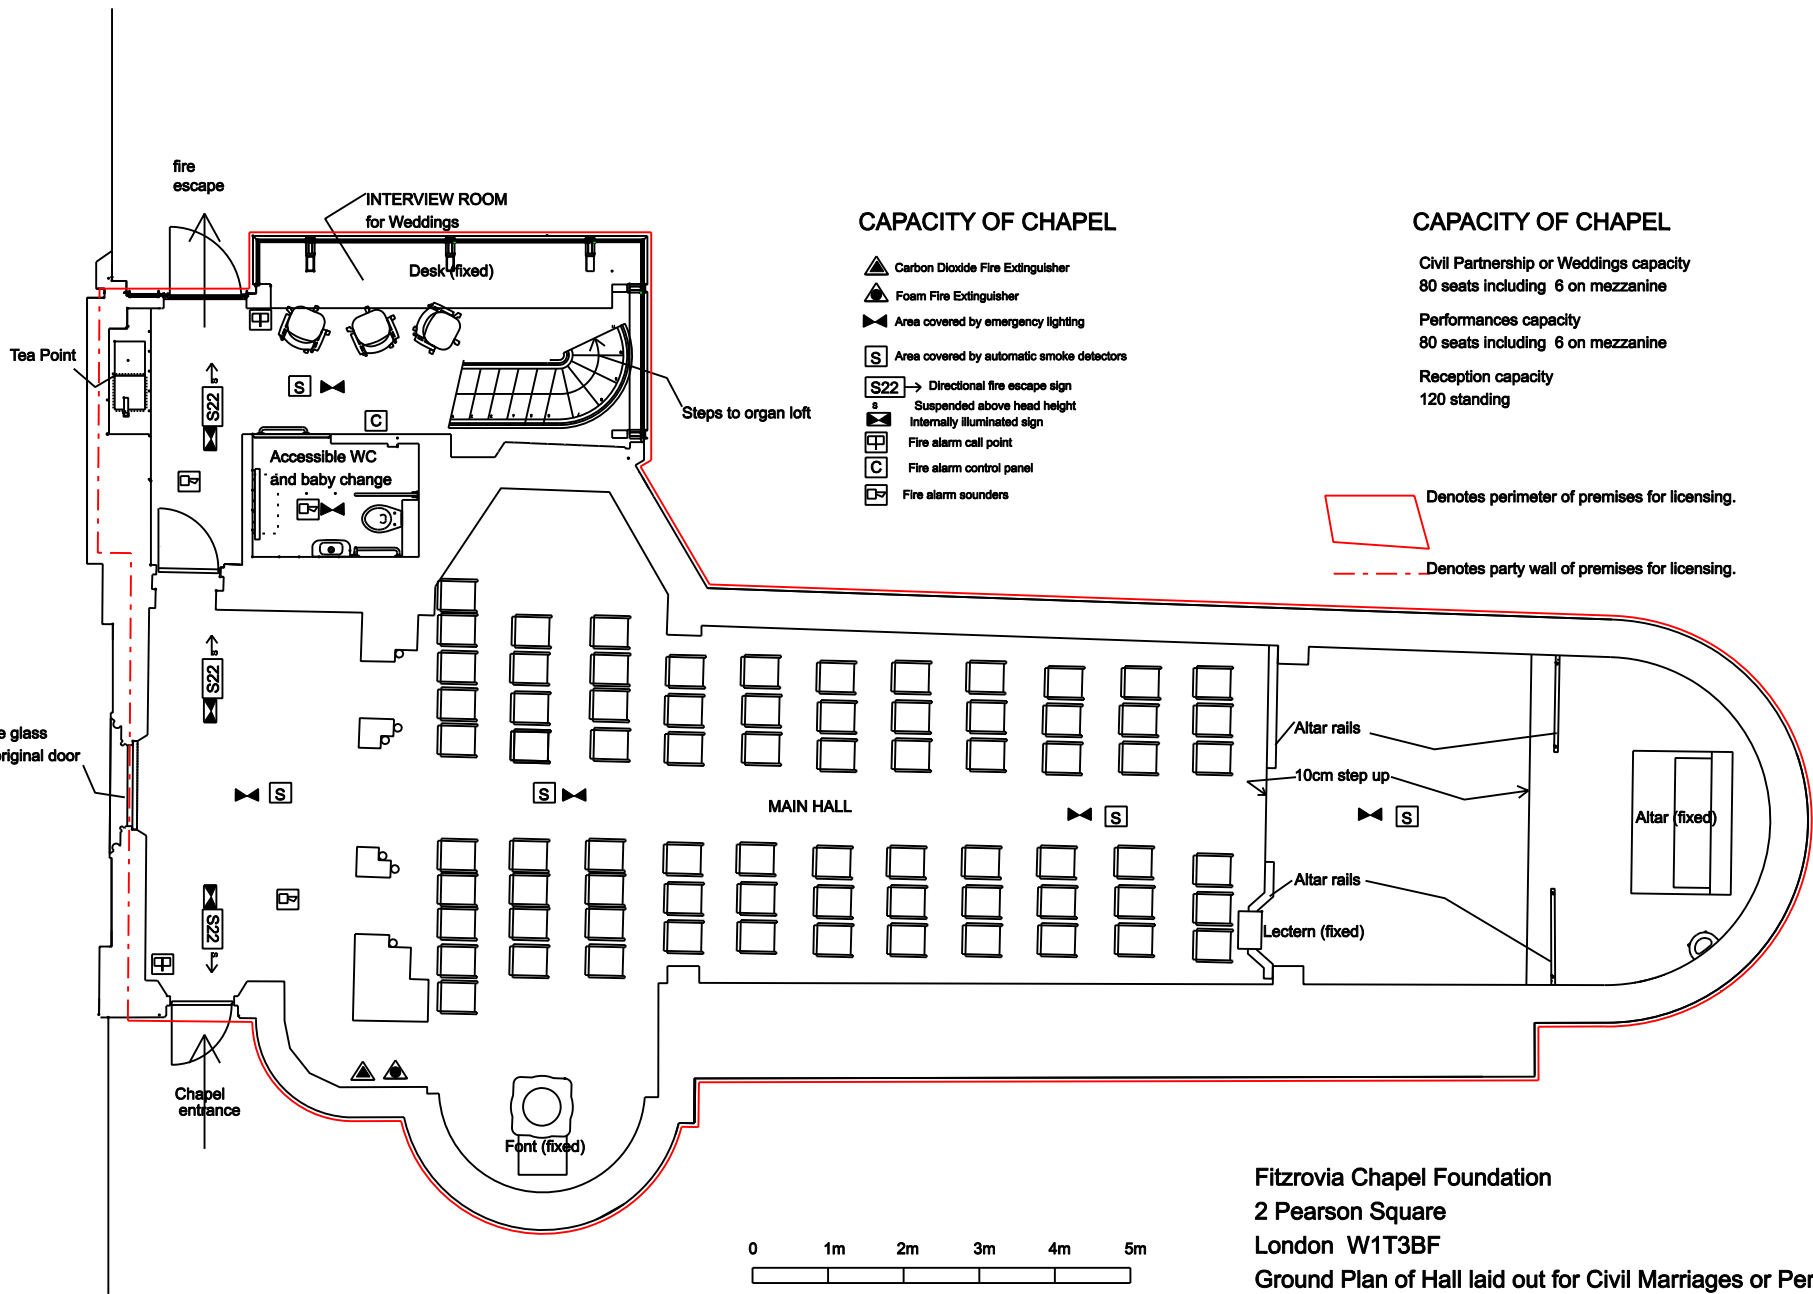 fire
escape
INTERVIEW ROOM
for Weddings
Desk (fixed)
Tea Point
S
C
S22
s
Steps to organ loft
Accessible WC
and baby change
CAPACITY OF CHAPEL
Carbon Dioxide Fire Extinguisher
Foam Fire Extinguisher
Area covered by emergency lighting
S Area covered by automatic smoke detectors
S22 Directional fire escape sign
s Suspended above head height
Internally illuminated sign
Fire alarm call point
C Fire alarm control panel
Fire alarm sounders
CAPACITY OF CHAPEL
Civil Partnership or Weddings capacity
80 seats including 6 on mezzanine
Performances capacity
80 seats including 6 on mezzanine
Reception capacity
120 standing
Denotes perimeter of premises for licensing.
Denotes party wall of premises for licensing.
S22
s
glass
original door
S
S
MAIN HALL
S
S
Altar rails
10cm step up
Altar (fixed)
Altar rails
Lectern (fixed)
S22
s
Chapel
entrance
Font (fixed)
0 1m 2m 3m 4m 5m
Fitzrovia Chapel Foundation
2 Pearson Square
London W1T3BF
Ground Plan of Hall laid out for Civil Marriages or Per